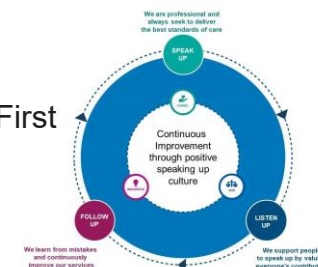 We are professional and
always seek to deliver
the best standards of care
SPEAK
UP
First
Continuous
Improvement
through positive
speaking up
culture
FOLLOW
UP
LISTEN
UP
We learn from mistakes
and continuously
improve our services
We support people
to speak up by valu
everyone's contribut